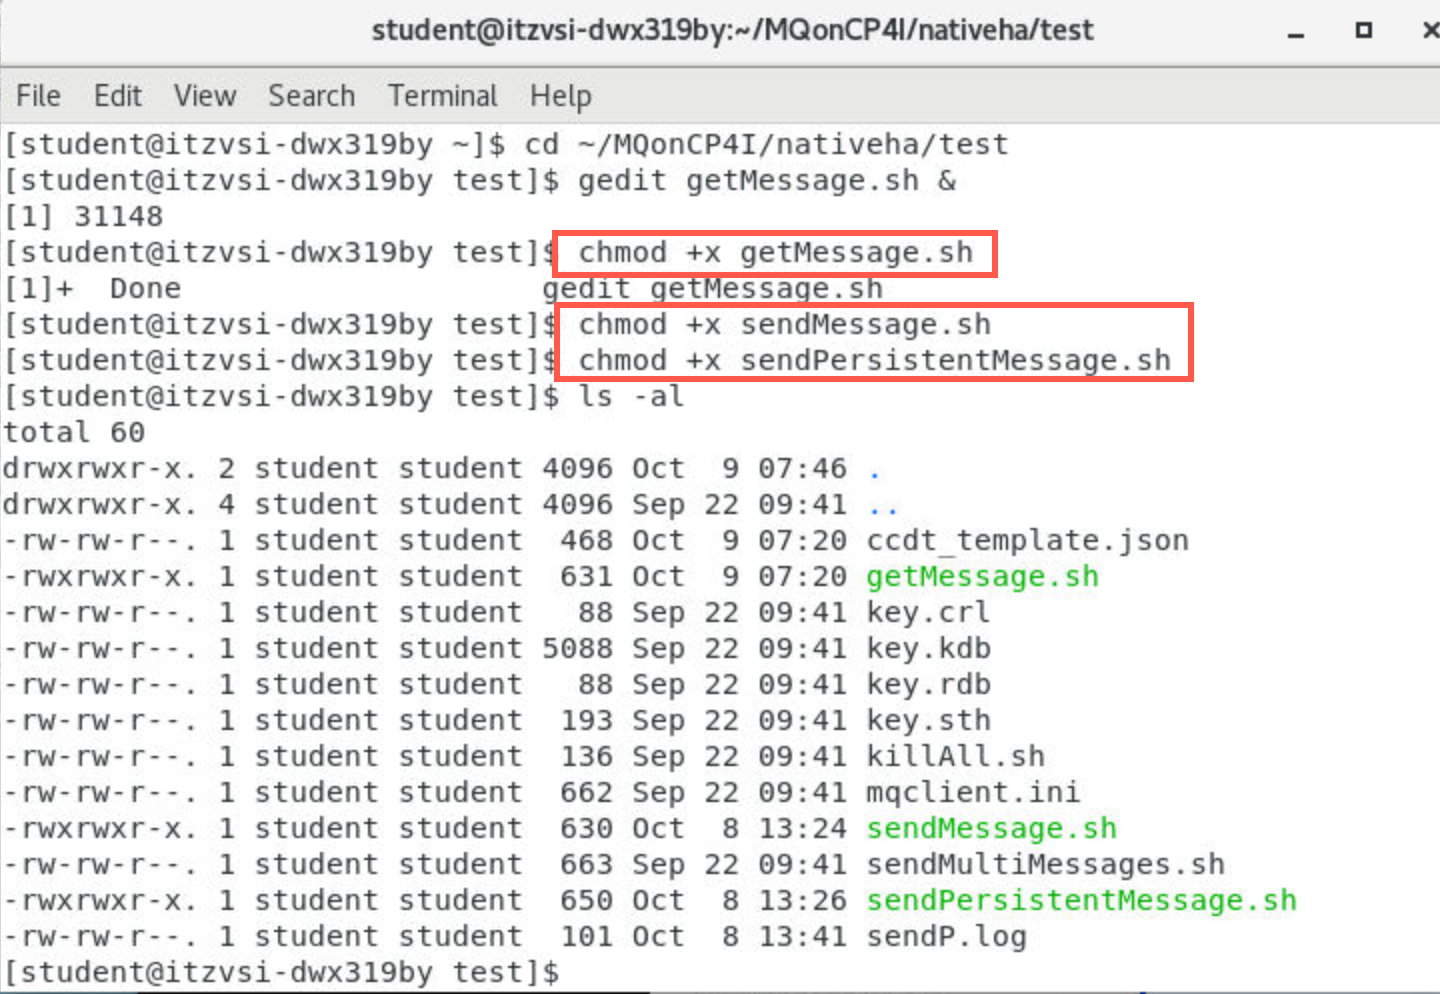 student@itzvsi-dwx319by:~/MQonCP4I/nativeha/test
File Edit View Search Terminal Help
[student@itzvsi-dwx319by ~]$ cd ~/MQonCP4I/nativeha/test
[student@itzvsi-dwx319by test]$ gedit getMessage.sh &
[1] 31148
[student@itzvsi-dwx319by test]$ chmod +x getMessage.sh
[1]+  Done                    gedit getMessage.sh
[student@itzvsi-dwx319by test]$ chmod +x sendMessage.sh
[student@itzvsi-dwx319by test]$ chmod +x sendPersistentMessage.sh
[student@itzvsi-dwx319by test]$ ls -al
total 60
drwxrwxr-x. 2 student student 4096 Oct  9 07:46 .
drwxrwxr-x. 4 student student 4096 Sep 22 09:41 ..
-rw-rw-r--. 1 student student  468 Oct  9 07:20 ccdt_template.json
-rwxrwxr-x. 1 student student  631 Oct  9 07:20 getMessage.sh
-rw-rw-r--. 1 student student   88 Sep 22 09:41 key.crl
-rw-rw-r--. 1 student student 5088 Sep 22 09:41 key.kdb
-rw-rw-r--. 1 student student   88 Sep 22 09:41 key.rdb
-rw-rw-r--. 1 student student  193 Sep 22 09:41 key.sth
-rw-rw-r--. 1 student student  136 Sep 22 09:41 killAll.sh
-rw-rw-r--. 1 student student  662 Sep 22 09:41 mqclient.ini
-rwxrwxr-x. 1 student student  630 Oct  8 13:24 sendMessage.sh
-rw-rw-r--. 1 student student  663 Sep 22 09:41 sendMultiMessages.sh
-rwxrwxr-x. 1 student student  650 Oct  8 13:26 sendPersistentMessage.sh
-rw-rw-r--. 1 student student  101 Oct  8 13:41 sendP.log
[student@itzvsi-dwx319by test]$